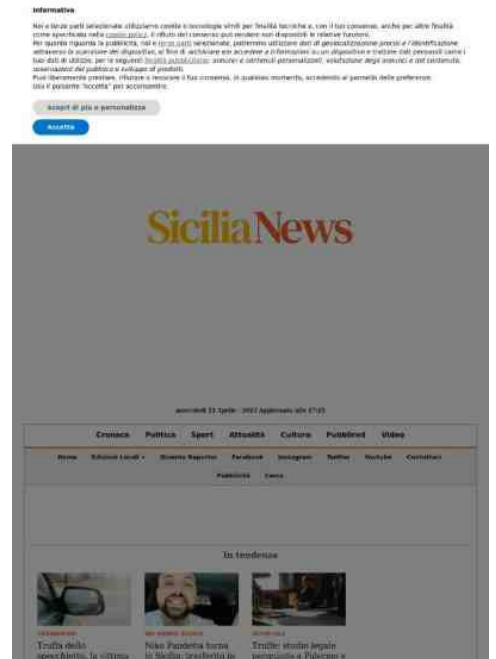 Informativa
Noi e terze parti selezionate utilizziamo cookie o tecnologie simili per finalità tecniche e, con il tuo consenso, anche per altre finalità
come specificato nella cookie policy. Il rifiuto del consenso può rendere non disponibili le relative funzioni.
Per quanto riguarda la pubblicità, noi e terze parti selezionate, potremmo utilizzare dati di geolocalizzazione precisi e l'identificazione
attraverso la scansione del dispositivo, al fine di archiviare e/o accedere a informazioni su un dispositivo e trattare dati personali come i
tuoi dati di utilizzo, per le seguenti finalità pubblicitarie: annunci e contenuti personalizzati, valutazione degli annunci e del contenuto,
osservazioni del pubblico e sviluppo di prodotti.
Puoi liberamente prestare, rifiutare o revocare il tuo consenso, in qualsiasi momento, accedendo al pannello delle preferenze.
Usa il pulsante "Accetta" per acconsentire.
Scopri di più e personalizza
Accetta
SiciliaNews
Aggiornato alle
Cronaca Politica Sport Attualità Cultura Pubblired Video
Home Edizioni Locali Diventa Reporter Facebook Instagram Twitter Youtube Contattaci
Pubblicità Cerca
In tendenza
Truffa dello Niko Pandetta torna Truffe: studio legale
specchietto, la vittima in Sicilia: trasferito in perquisito a Palermo e